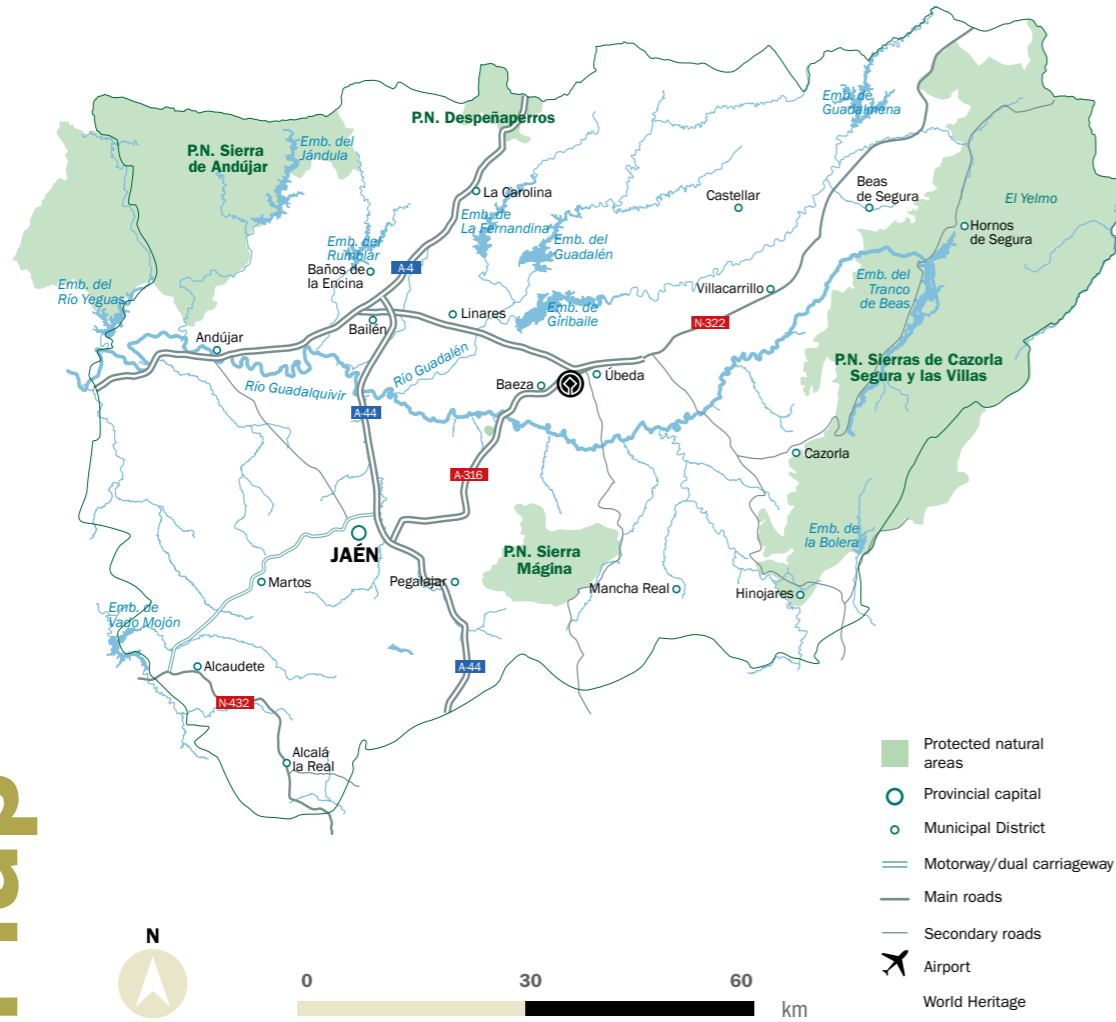 P.N. Despeñaperros
Emb. de
Guadalmena
P.N. Sierra
de Andújar
Emb. del
Jándula
La Carolina
Castellar
Beas
de Segura
El Yelmo
Emb. de
La Fernandina
Hornos
de Segura
Emb. del
Rumblar
Emb. del
Guadalén
Baños de
la Encina
A-4
Emb. del
Río Yeguas
Emb. del
Tranco
de Beas
Villacarrillo
Emb. de
Giribaile
Linares
N-322
Bailén
Andújar
Río Guadalén
P.N. Sierras de Cazorla
Segura y las Villas
Río Guadalquivir
Baeza
Úbeda
A-44
Cazorla
A-316
Emb. de
la Bolera
JAÉN
P.N. Sierra
Mágina
Martos
Pegalajar
Mancha Real
Hinojares
Emb. de
Vado Mojón
Alcaudete
A-44
N-432
Alcalá
la Real
Protected natural
areas
Provincial capital
Municipal District
Motorway/dual carriageway
Main roads
Secondary roads
Airport
World Heritage
N
0 30 60
km